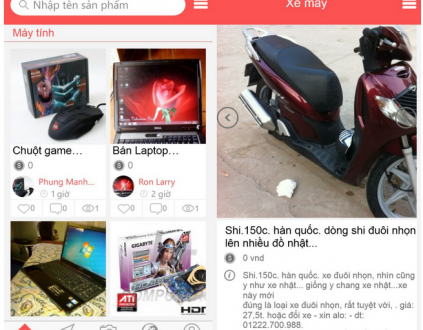 Nhập tên sản phẩm
Máy tính
Chuột game...
0
Phung Manh...
1 giờ
0
0
1
Bán Laptop...
0
Ron Larry
2 giờ
0
0
1
GIGABYTE
ATi
Xe máy
Shi.150c. hàn quốc. dòng shi đuôi nhọn
lên nhiều đồ nhật...
0 vnd
Shi.150c. hàn quốc. xe đuôi nhọn, nhìn cũng
y như xe nhật... giống y chang xe nhật...xe
này mới
đúng là loại xe đuôi nhọn, rất tuyệt vời, . giá:
27,5t. hoặc đổi xe - xin alo: - dt:
01222.700.988.